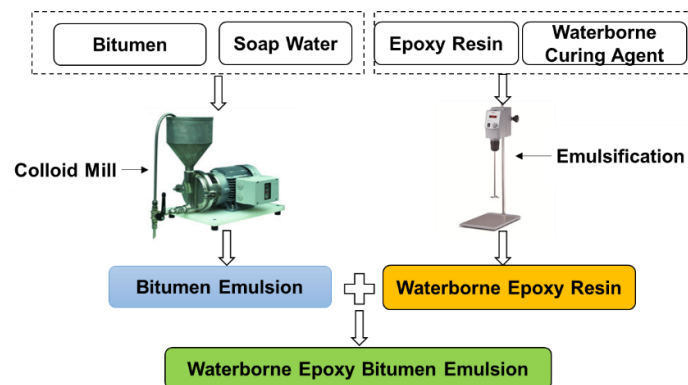 Bitumen
Soap Water
Epoxy Resin
Waterborne
Curing Agent
Colloid Mill
Emulsification
Bitumen Emulsion
Waterborne Epoxy Resin
Waterborne Epoxy Bitumen Emulsion